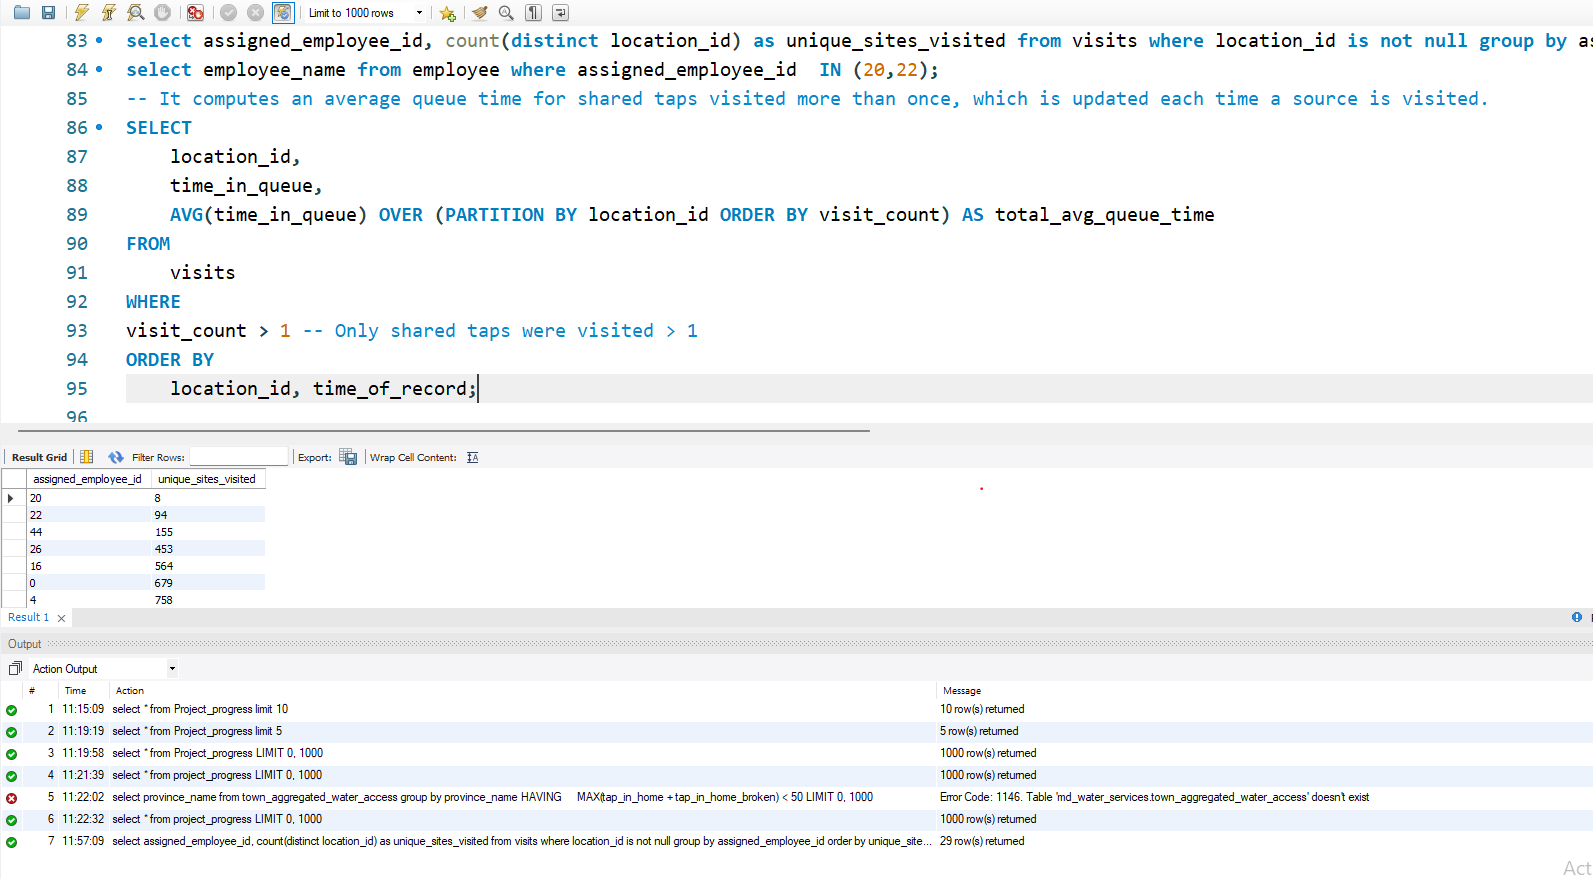 Limit to 1000 rows
83 select assigned_employee_id, count(distinct location_id) as unique_sites_visited from visits where location_id is not null group by as
84 select employee_name from employee where assigned_employee_id  IN (20,22);
85 -- It computes an average queue time for shared taps visited more than once, which is updated each time a source is visited.
86 SELECT
87 location_id,
88 time_in_queue,
89 AVG(time_in_queue) OVER (PARTITION BY location_id ORDER BY visit_count) AS total_avg_queue_time
90 FROM
91 visits
92 WHERE
93 visit_count > 1 -- Only shared taps were visited > 1
94 ORDER BY
95 location_id, time_of_record;
96
Result Grid Filter Rows: Export: Wrap Cell Content:
assigned_employee_id unique_sites_visited
20 8
22 94
44 155
26 453
16 564
0 679
4 758
Result 1
Output
Action Output
# Time Action Message
1 11:15:09 select * from Project_progress limit 10 10 row(s) returned
2 11:19:19 select * from Project_progress limit 5 5 row(s) returned
3 11:19:58 select * from Project_progress LIMIT 0, 1000 1000 row(s) returned
4 11:21:39 select * from project_progress LIMIT 0, 1000 1000 row(s) returned
5 11:22:02 select province_name from town_aggregated_water_access group by province_name HAVING MAX(tap_in_home + tap_in_home_broken) < 50 LIMIT 0, 1000 Error Code: 1146. Table 'md_water_services.town_aggregated_water_access' doesn't exist
6 11:22:32 select * from project_progress LIMIT 0, 1000 1000 row(s) returned
7 11:57:09 select assigned_employee_id, count(distinct location_id) as unique_sites_visited from visits where location_id is not null group by assigned_employee_id order by unique_site... 29 row(s) returned
Act